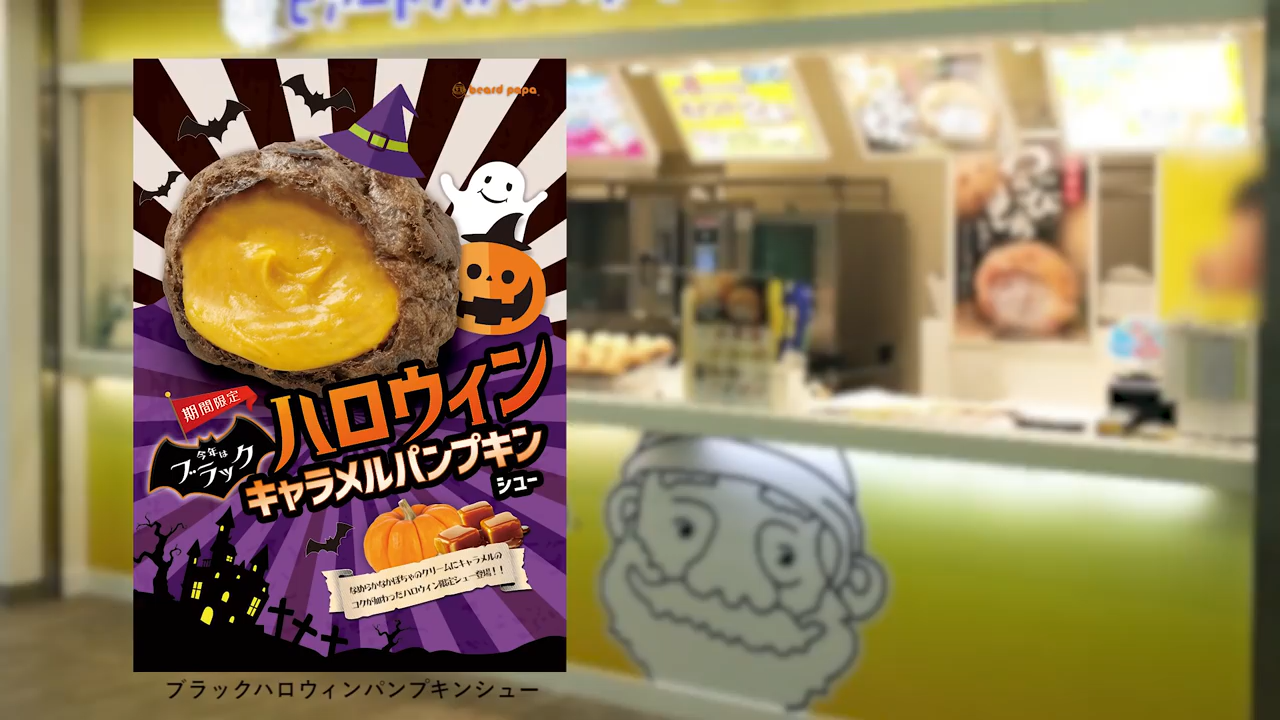 beard papa
期間限定
今年は
ブラック
ハロウィン
キャラメルパンプキン
シュー
なめらかなかぼちゃのクリームにキャラメルの
コクが加わったハロウィン限定シュー登場！！
ブラックハロウィンパンプキンシュー